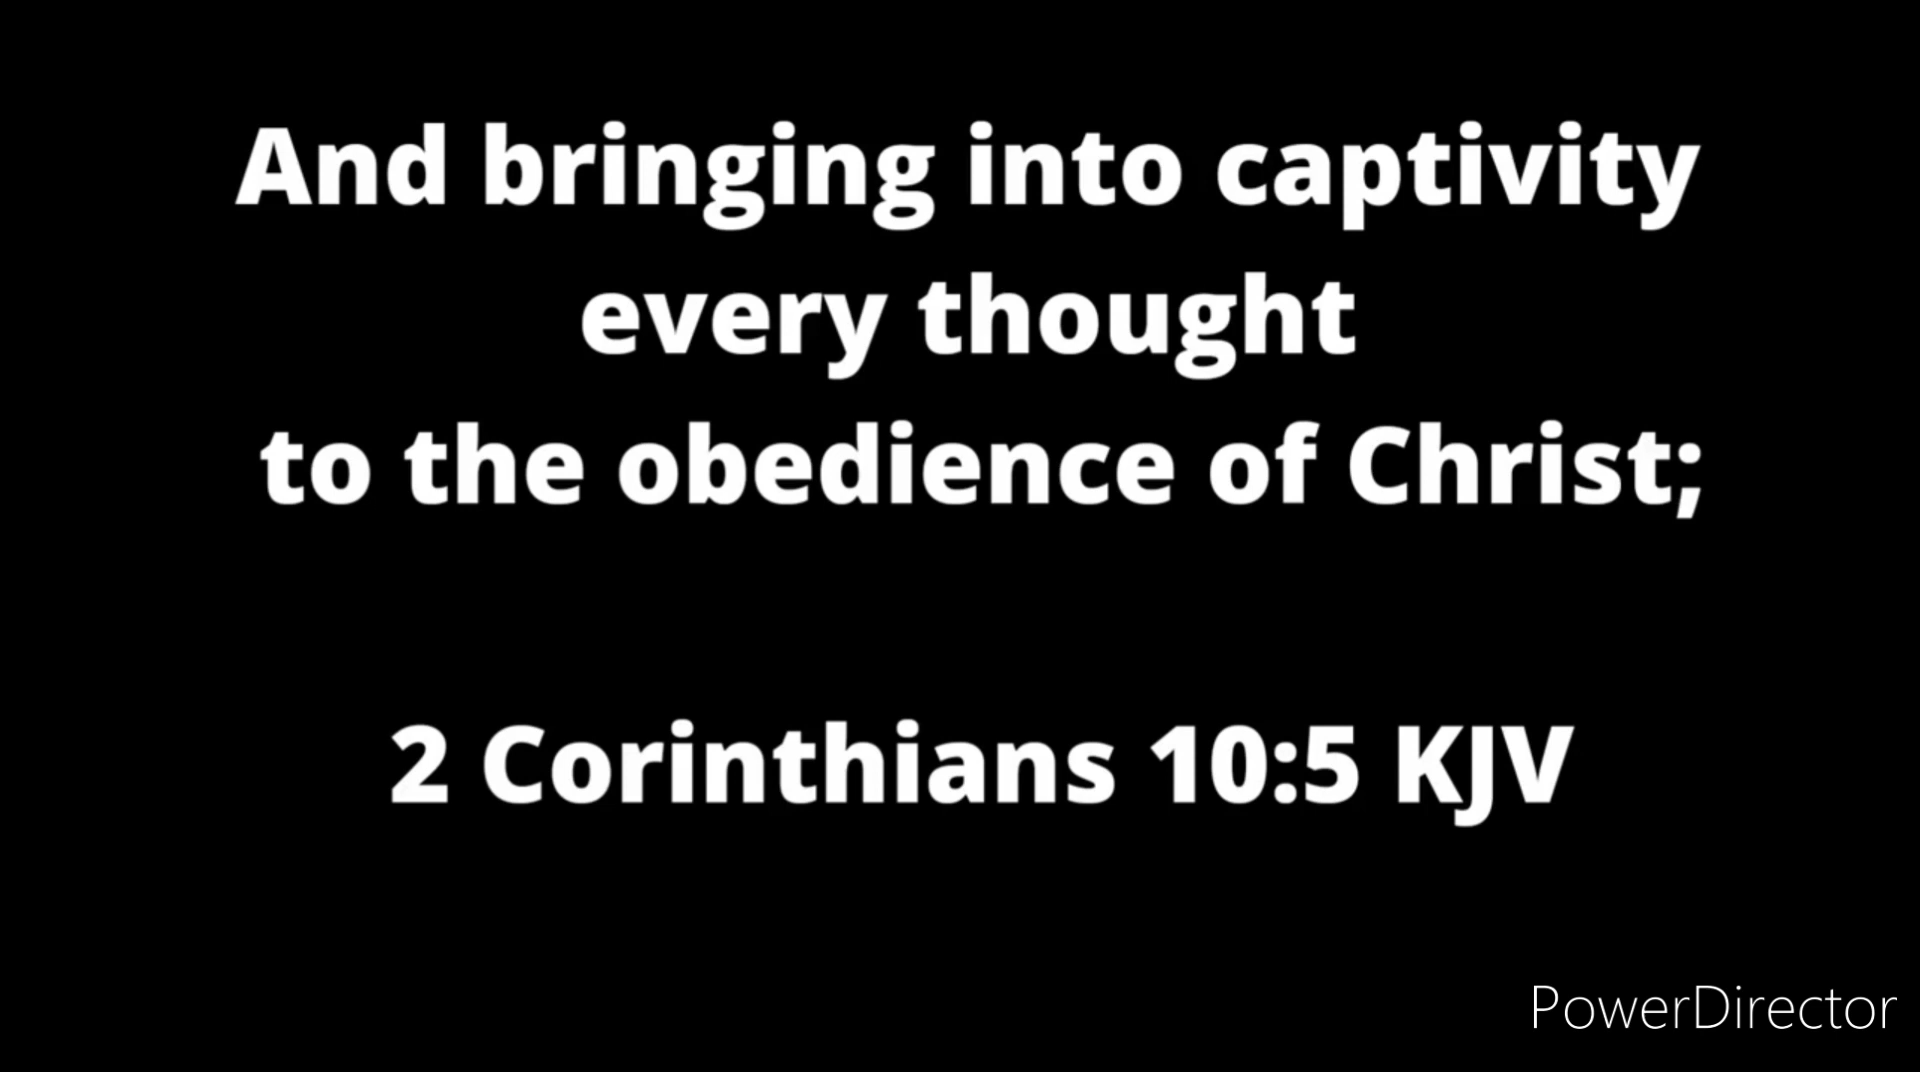 And bringing into captivity
every thought
to the obedience of Christ;
2 Corinthians 10:5 KJV
PowerDirector